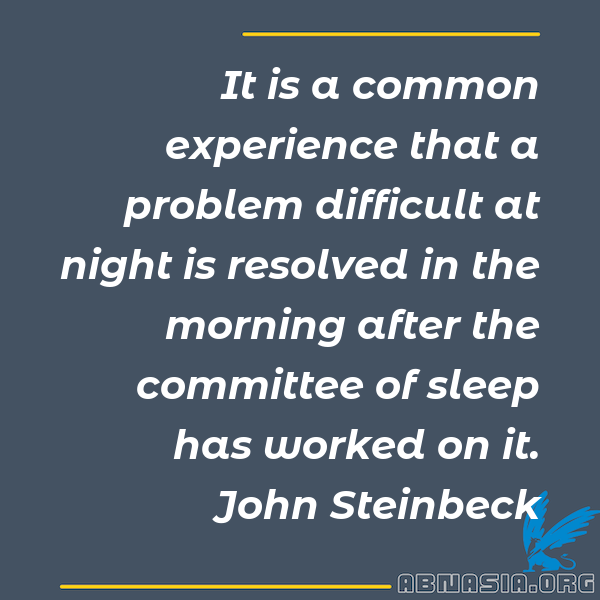 It is a common
experience that a
problem difficult at
night is resolved in the
morning after the
committee of sleep
has worked on it.
John Steinbeck
ABNASIA.ORG